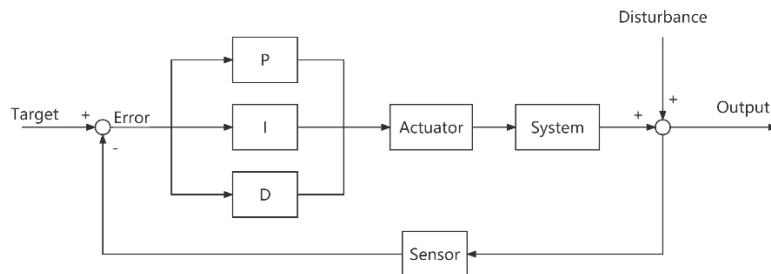 Disturbance
P
Target
+
Error
I
Actuator
System
+
+
Output
-
D
Sensor